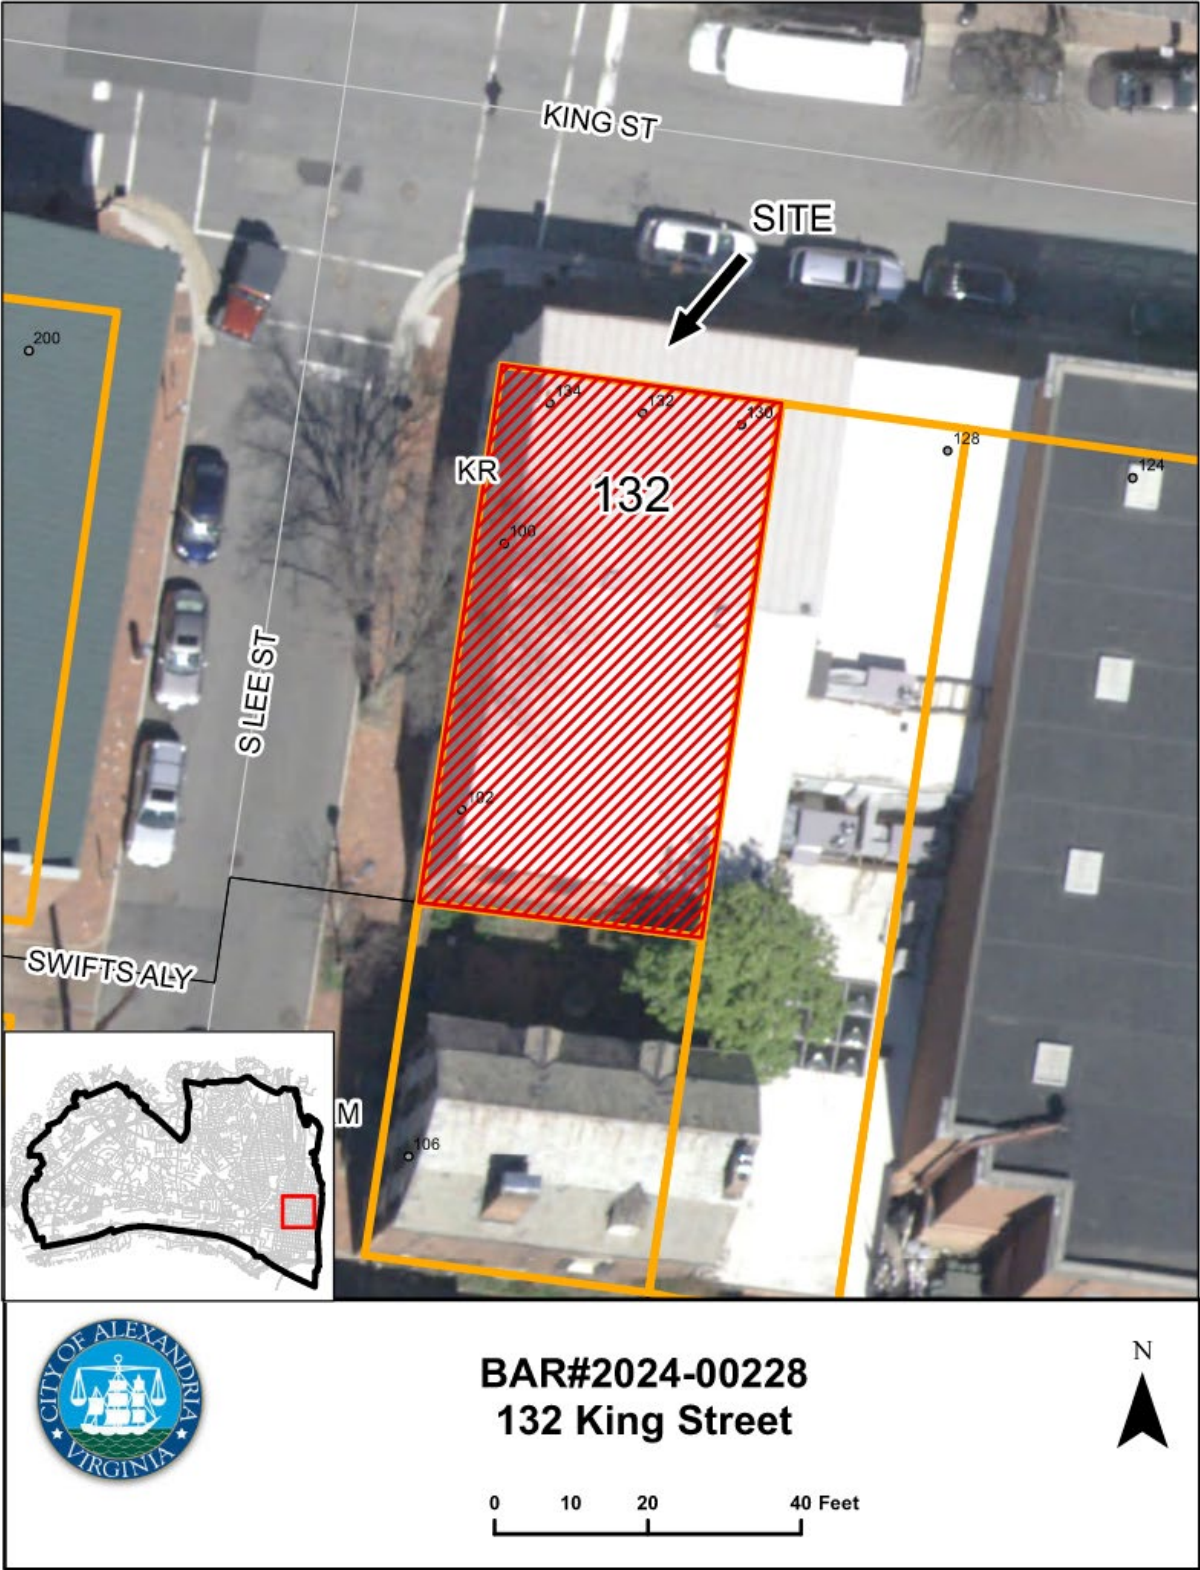 KING ST
SITE
200
134
132
130
128
124
KR
132
100
S LEE ST
102
SWIFTS ALY
M
106
CITY OF ALEXANDRIA
VIRGINIA
BAR#2024-00228
132 King Street
N
0 10 20 40 Feet